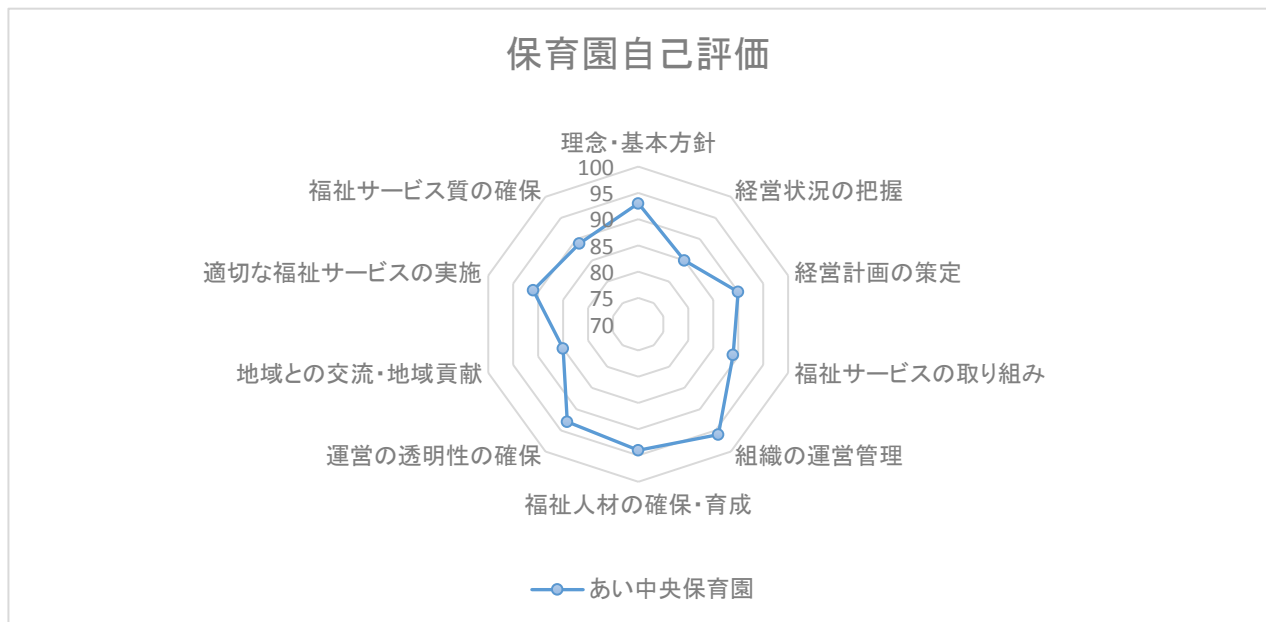 保育園自己評価
理念・基本方針
経営状況の把握
経営計画の策定
福祉サービスの取り組み
組織の運営管理
福祉人材の確保・育成
運営の透明性の確保
地域との交流・地域貢献
適切な福祉サービスの実施
福祉サービス質の確保
100
95
90
85
80
75
70
あい中央保育園